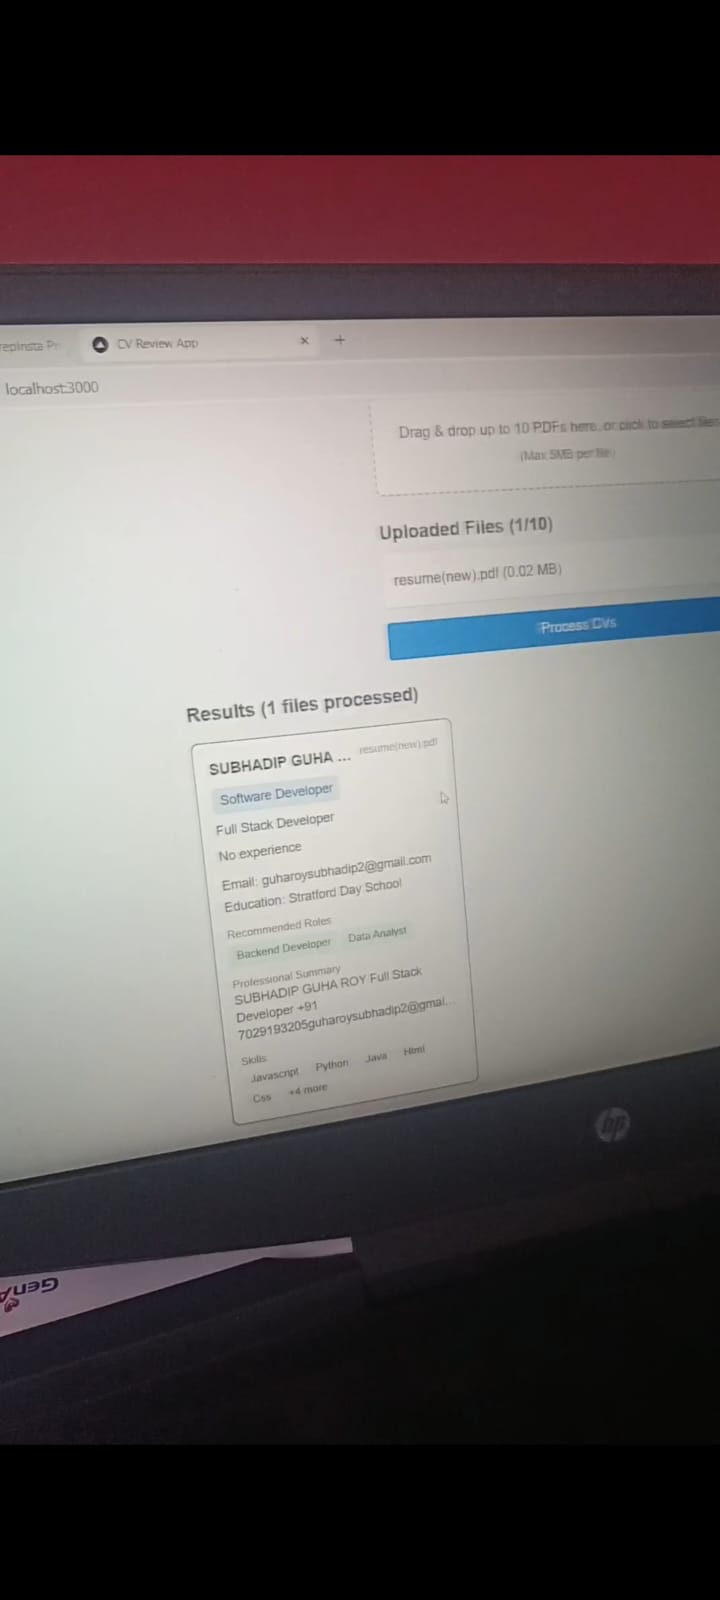 CV Review App
localhost:3000
Drag & drop up to 10 PDFs here, or click to select files
(Max 5MB per file)
Uploaded Files (1/10)
resume(new).pdf (0.02 MB)
Process CVs
Results (1 files processed)
SUBHADIP GUHA ... resume(new).pdf
Software Developer
Full Stack Developer
No experience
Email: guharoysubhadip2@gmail.com
Education: Stratford Day School
Recommended Roles
Backend Developer Data Analyst
Professional Summary
SUBHADIP GUHA ROY Full Stack
Developer +91
7029193205guharoysubhadip2@gmai...
Skills
Javascript Python Java Html
Css +4 more
hp